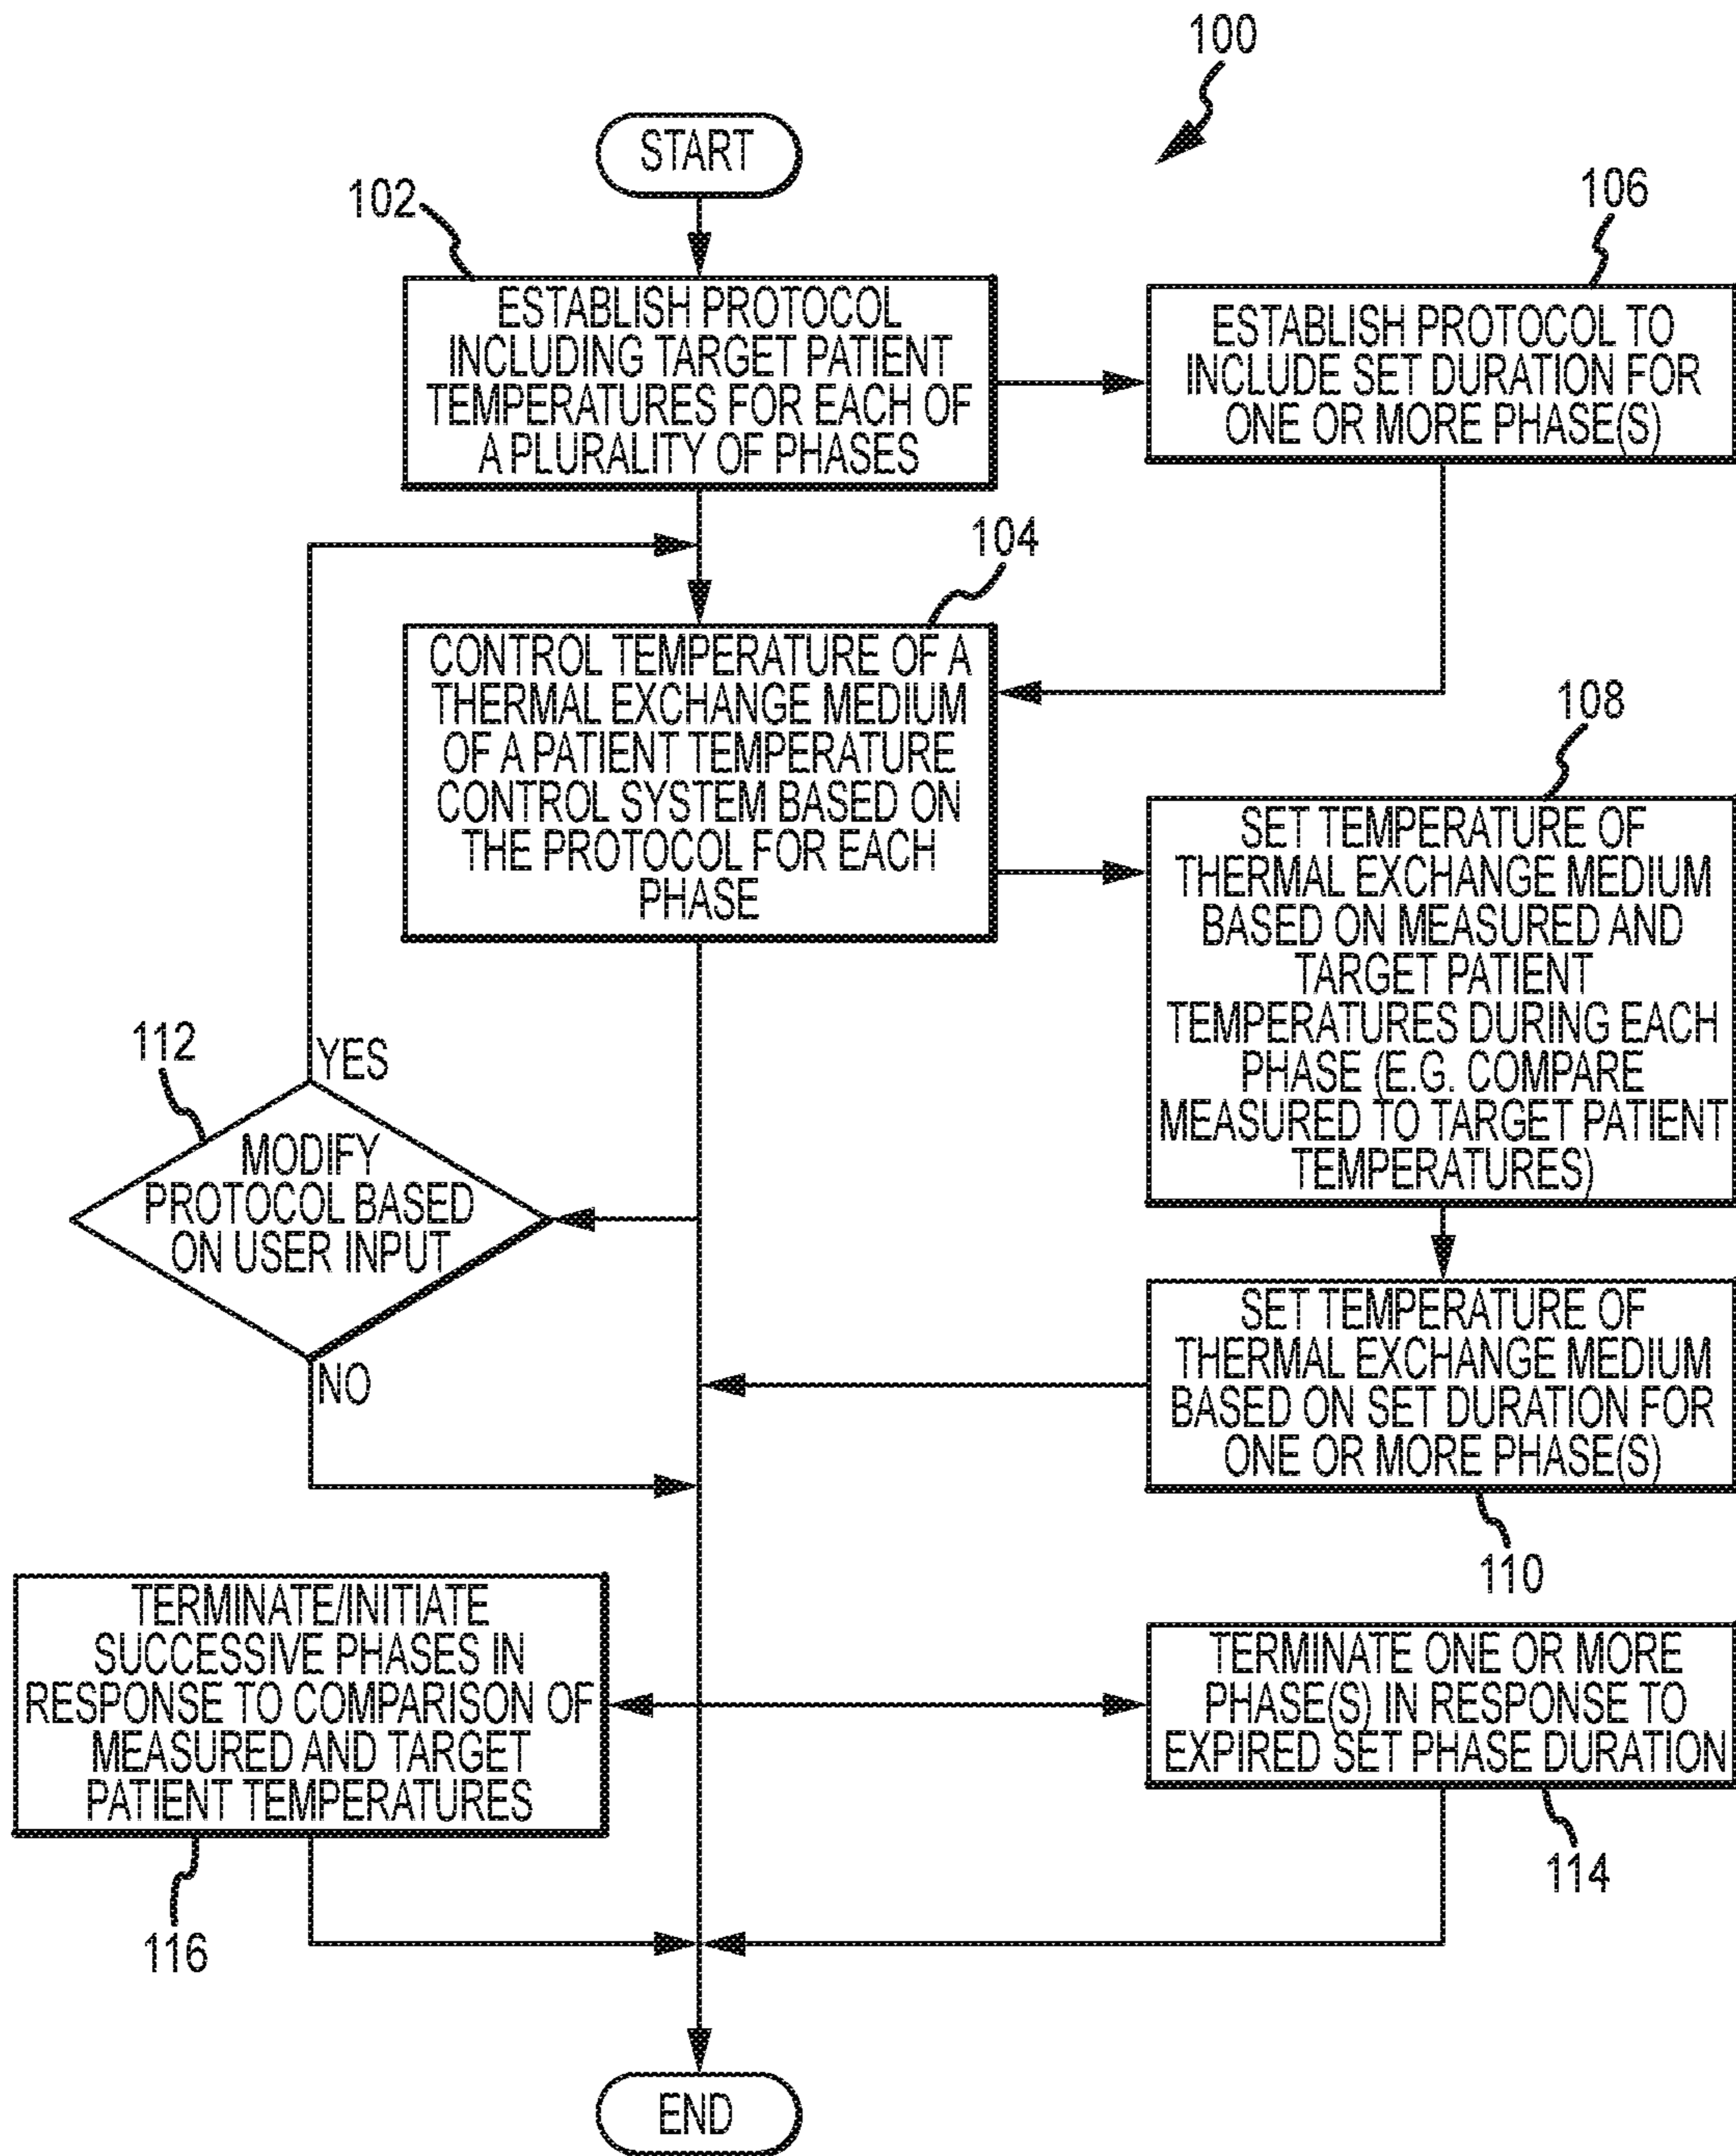 100
START
102
106
ESTABLISH PROTOCOL
INCLUDING TARGET PATIENT
TEMPERATURES FOR EACH OF
A PLURALITY OF PHASES
ESTABLISH PROTOCOL TO
INCLUDE SET DURATION FOR
ONE OR MORE PHASE(S)
104
CONTROL TEMPERATURE OF A
THERMAL EXCHANGE MEDIUM
OF A PATIENT TEMPERATURE
CONTROL SYSTEM BASED ON
THE PROTOCOL FOR EACH
PHASE
108
SET TEMPERATURE OF
THERMAL EXCHANGE MEDIUM
BASED ON MEASURED AND
TARGET PATIENT
TEMPERATURES DURING EACH
PHASE (E.G. COMPARE
MEASURED TO TARGET PATIENT
TEMPERATURES)
112
YES
MODIFY
PROTOCOL BASED
ON USER INPUT
NO
SET TEMPERATURE OF
THERMAL EXCHANGE MEDIUM
BASED ON SET DURATION FOR
ONE OR MORE PHASE(S)
110
TERMINATE/INITIATE
SUCCESSIVE PHASES IN
RESPONSE TO COMPARISON OF
MEASURED AND TARGET
PATIENT TEMPERATURES
116
TERMINATE ONE OR MORE
PHASE(S) IN RESPONSE TO
EXPIRED SET PHASE DURATION
114
END